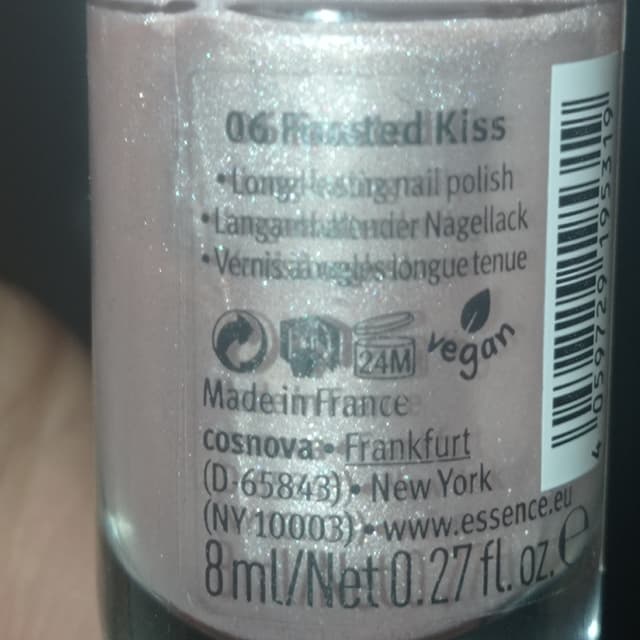 06 Frosted Kiss
• Long-lasting nail polish
• Langanhaltender Nagellack
• Vernis à ongles longue tenue
24M
vegan
Made in France
cosnova • Frankfurt
(D-65843) • New York
(NY 10003) • www.essence.eu
8 ml/Net 0.27 fl. oz. e
4 059729 195319